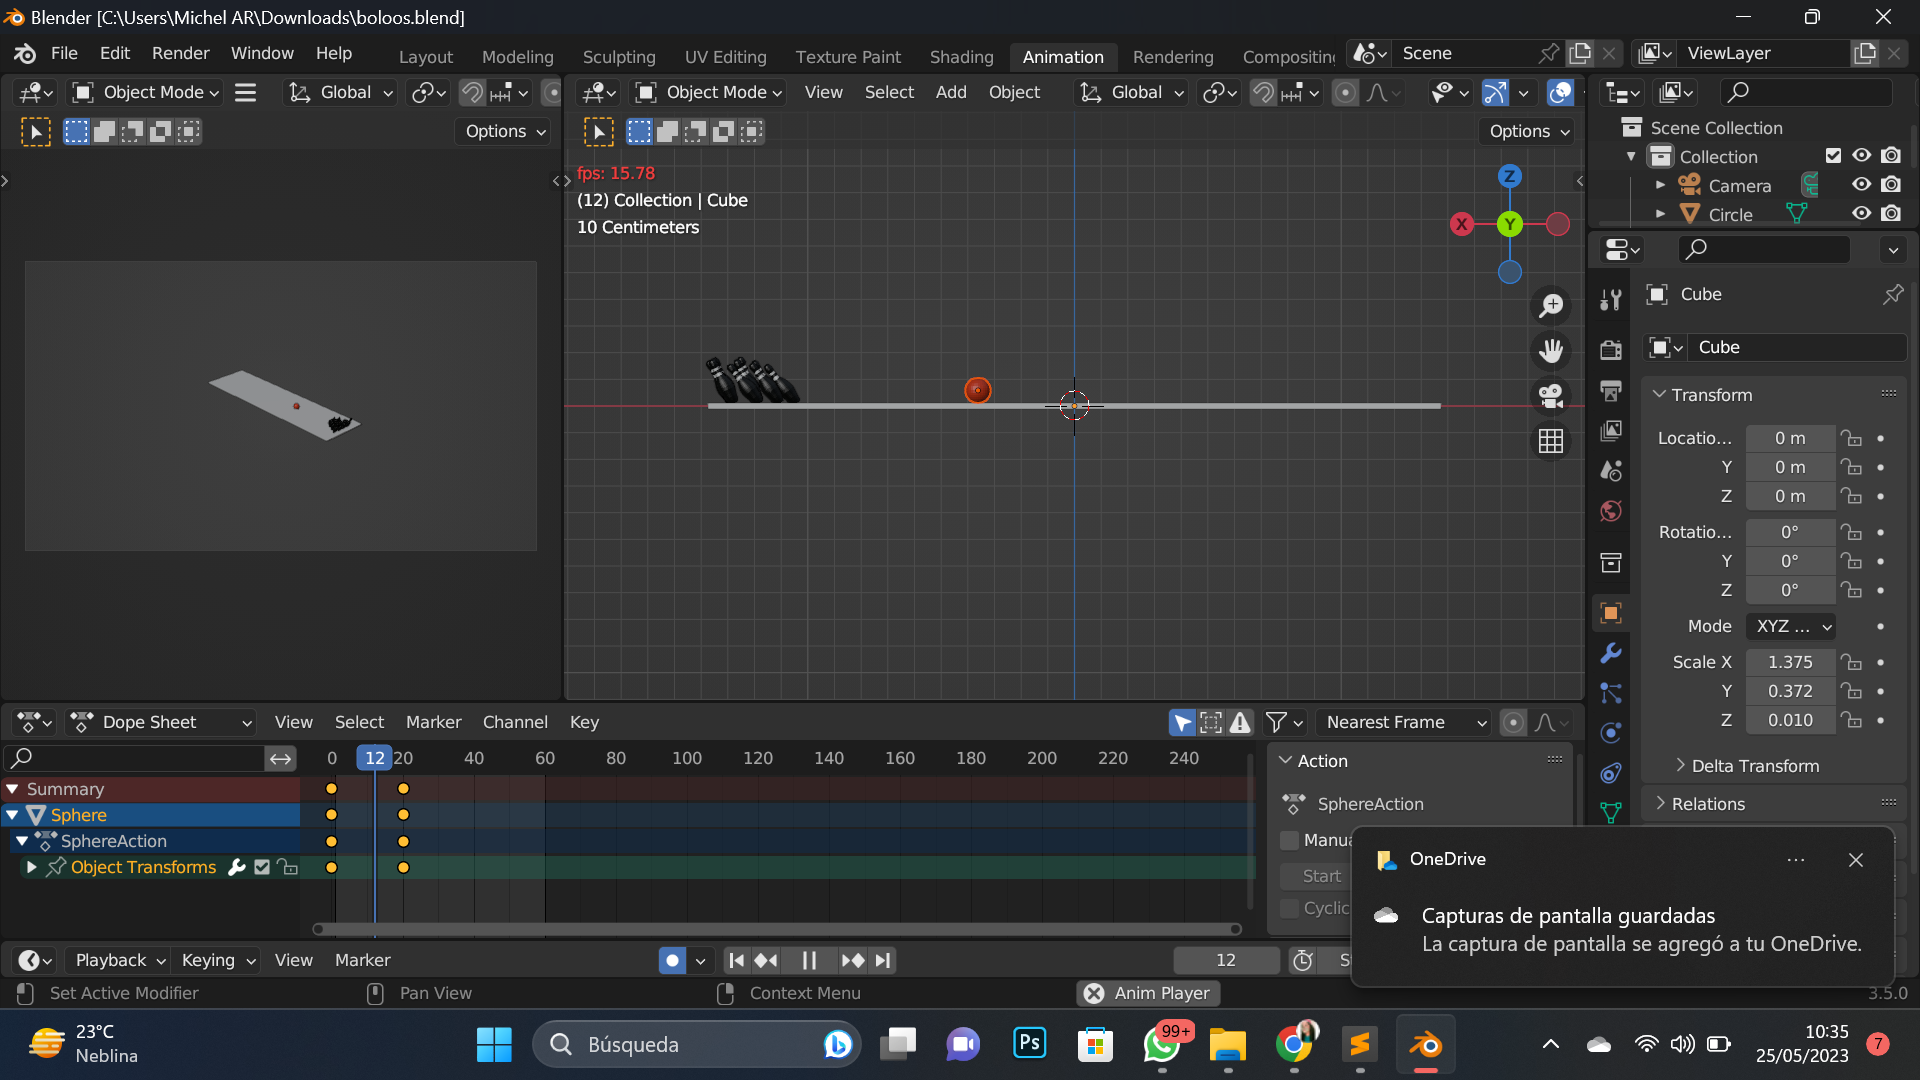 Blender [C:\Users\Michel AR\Downloads\boloos.blend]
File Edit Render Window Help Layout Modeling Sculpting UV Editing Texture Paint Shading Animation Rendering Compositing Scene ViewLayer
Object Mode Global
Options
Object Mode View Select Add Object Global
Options
fps: 15.78
(12) Collection | Cube
10 Centimeters
Z
X
Y
Scene Collection
Collection
Camera
Circle
Cube
Cube
Transform
Locatio... 0 m
Y 0 m
Z 0 m
Rotatio... 0°
Y 0°
Z 0°
Mode XYZ ...
Scale X 1.375
Y 0.372
Z 0.010
Delta Transform
Relations
Dope Sheet View Select Marker Channel Key Nearest Frame
0 12 20 40 60 80 100 120 140 160 180 200 220 240
Summary
Sphere
SphereAction
Object Transforms
Action
SphereAction
Manua
Start
Cyclic
OneDrive
Capturas de pantalla guardadas
La captura de pantalla se agregó a tu OneDrive.
Playback Keying View Marker 12
Set Active Modifier Pan View Context Menu Anim Player 3.5.0
23°C
Neblina
Búsqueda
Ps
99+
10:35
25/05/2023
7